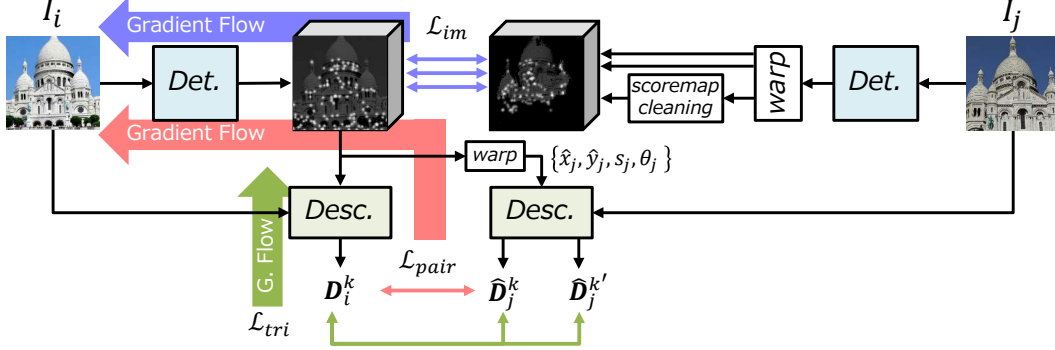 I_i
Gradient Flow
ℒ_im
I_j
Det.
scoremap
cleaning
warp
Det.
Gradient Flow
warp
{x̂_j, ŷ_j, s_j, θ_j }
Desc.
Desc.
G. Flow
ℒ_pair
D_i^k
D̂_j^k
D̂_j^k'
ℒ_tri